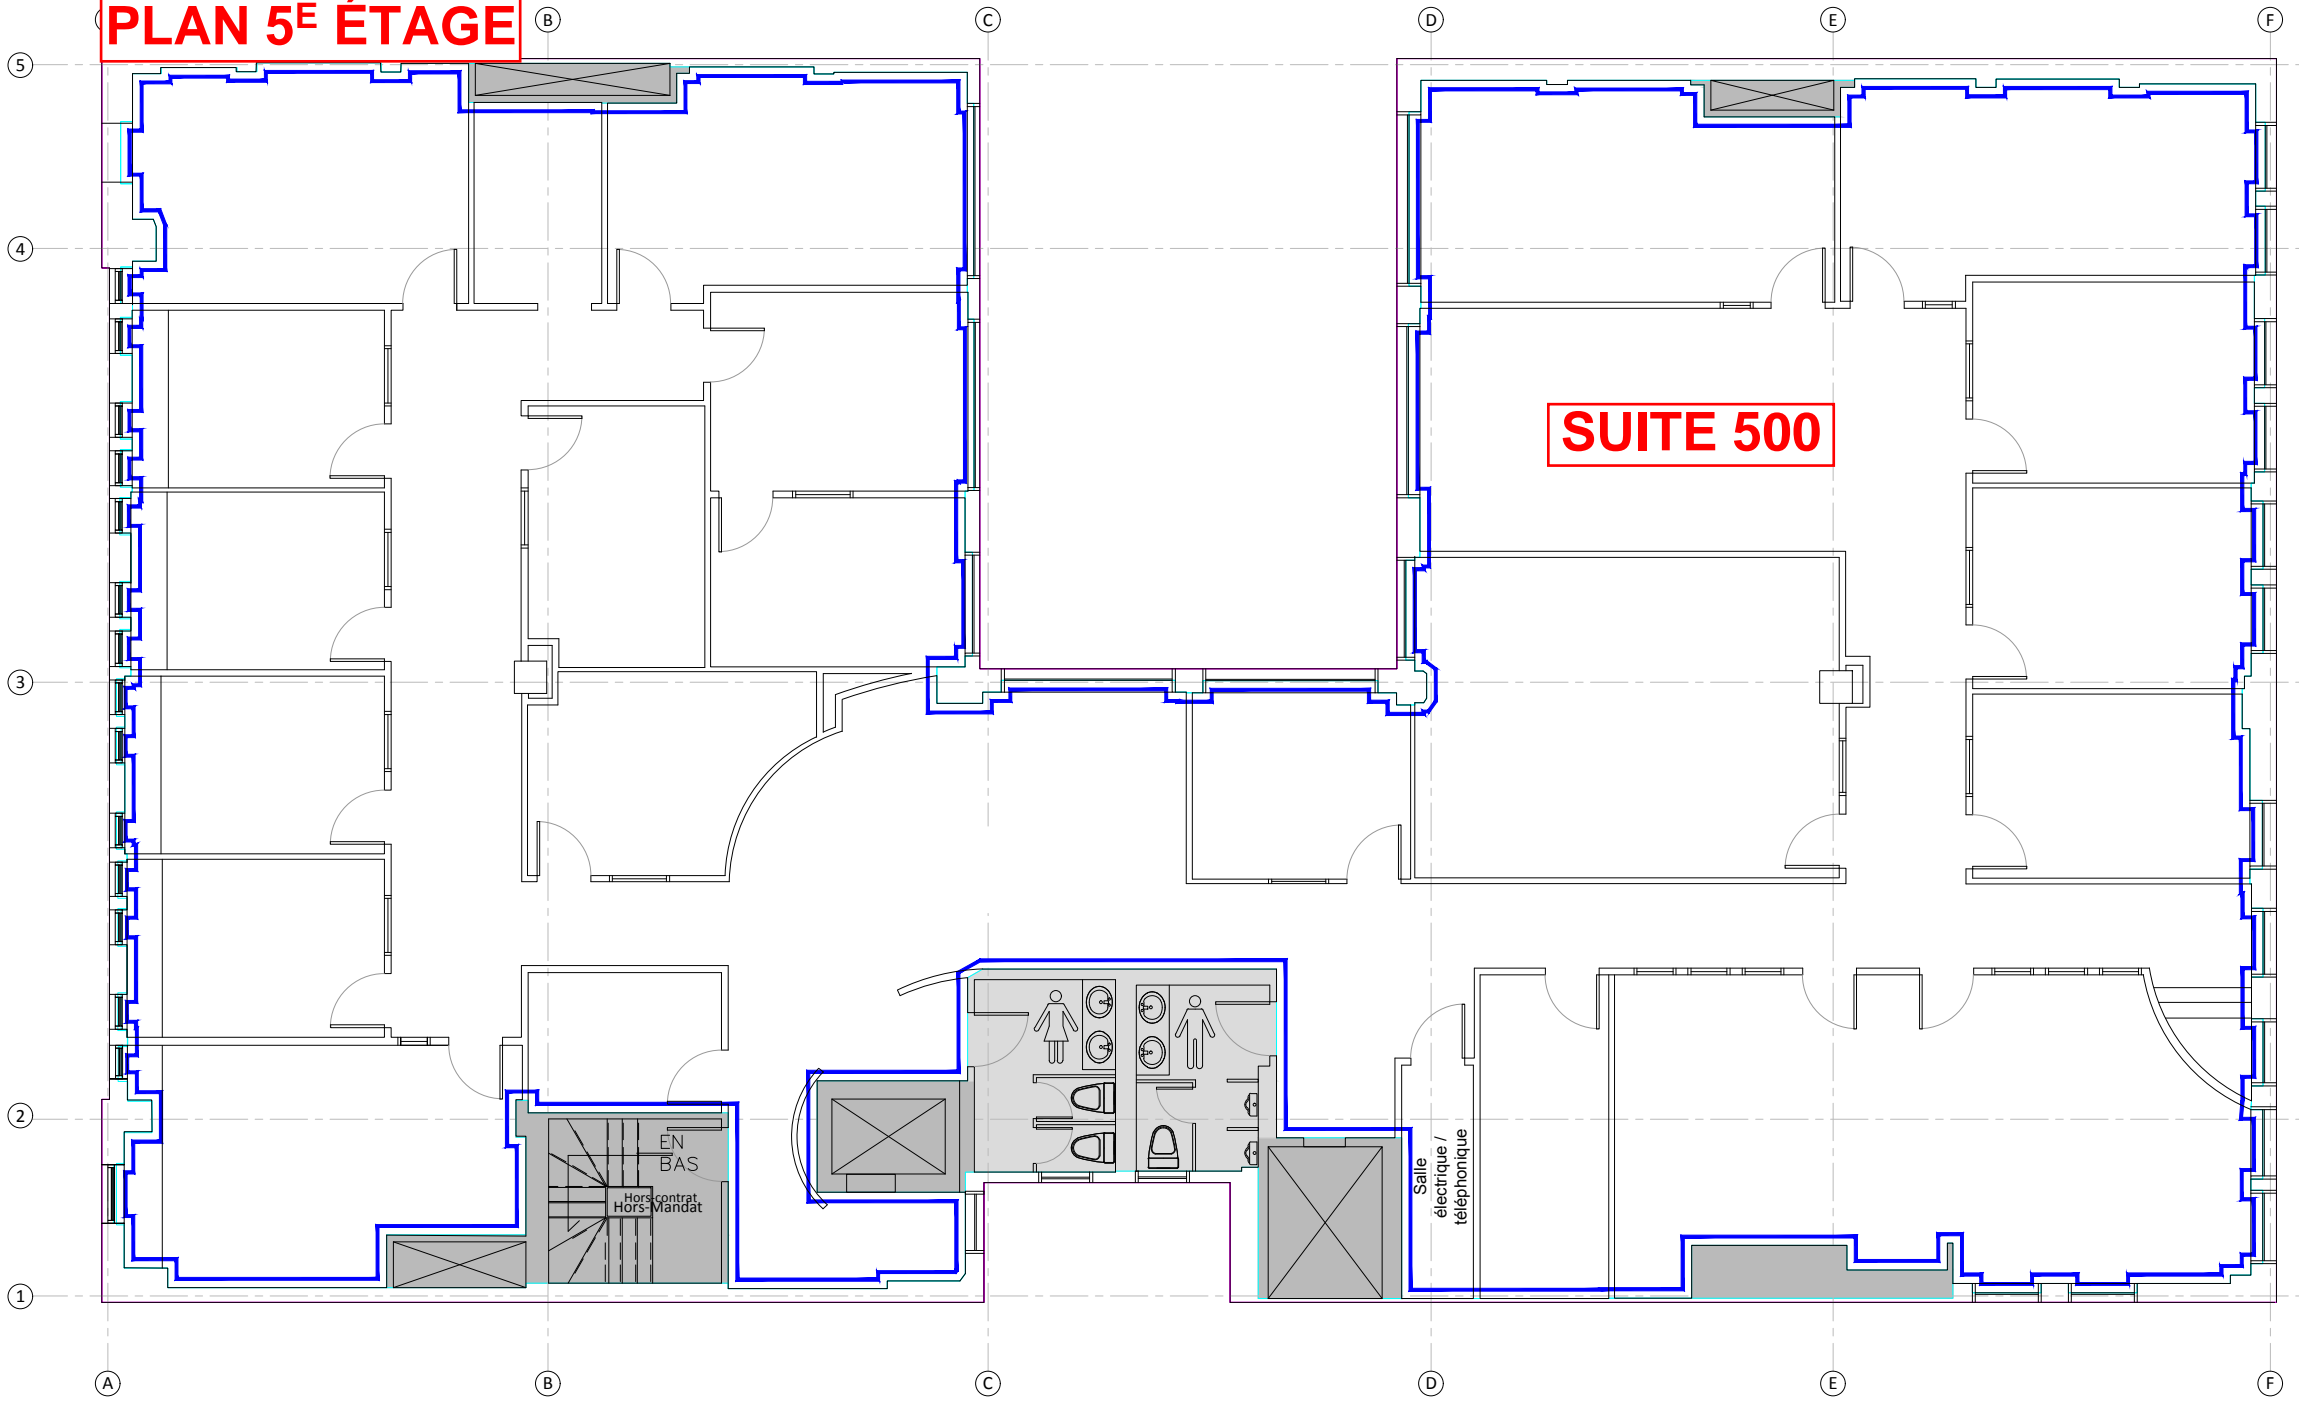 PLAN 5E ÉTAGE
B
C
D
E
F
5
4
SUITE 500
3
2
EN
BAS
Hors-contrat
Hors-Mandat
Salle
électrique /
téléphonique
1
A
B
C
D
E
F